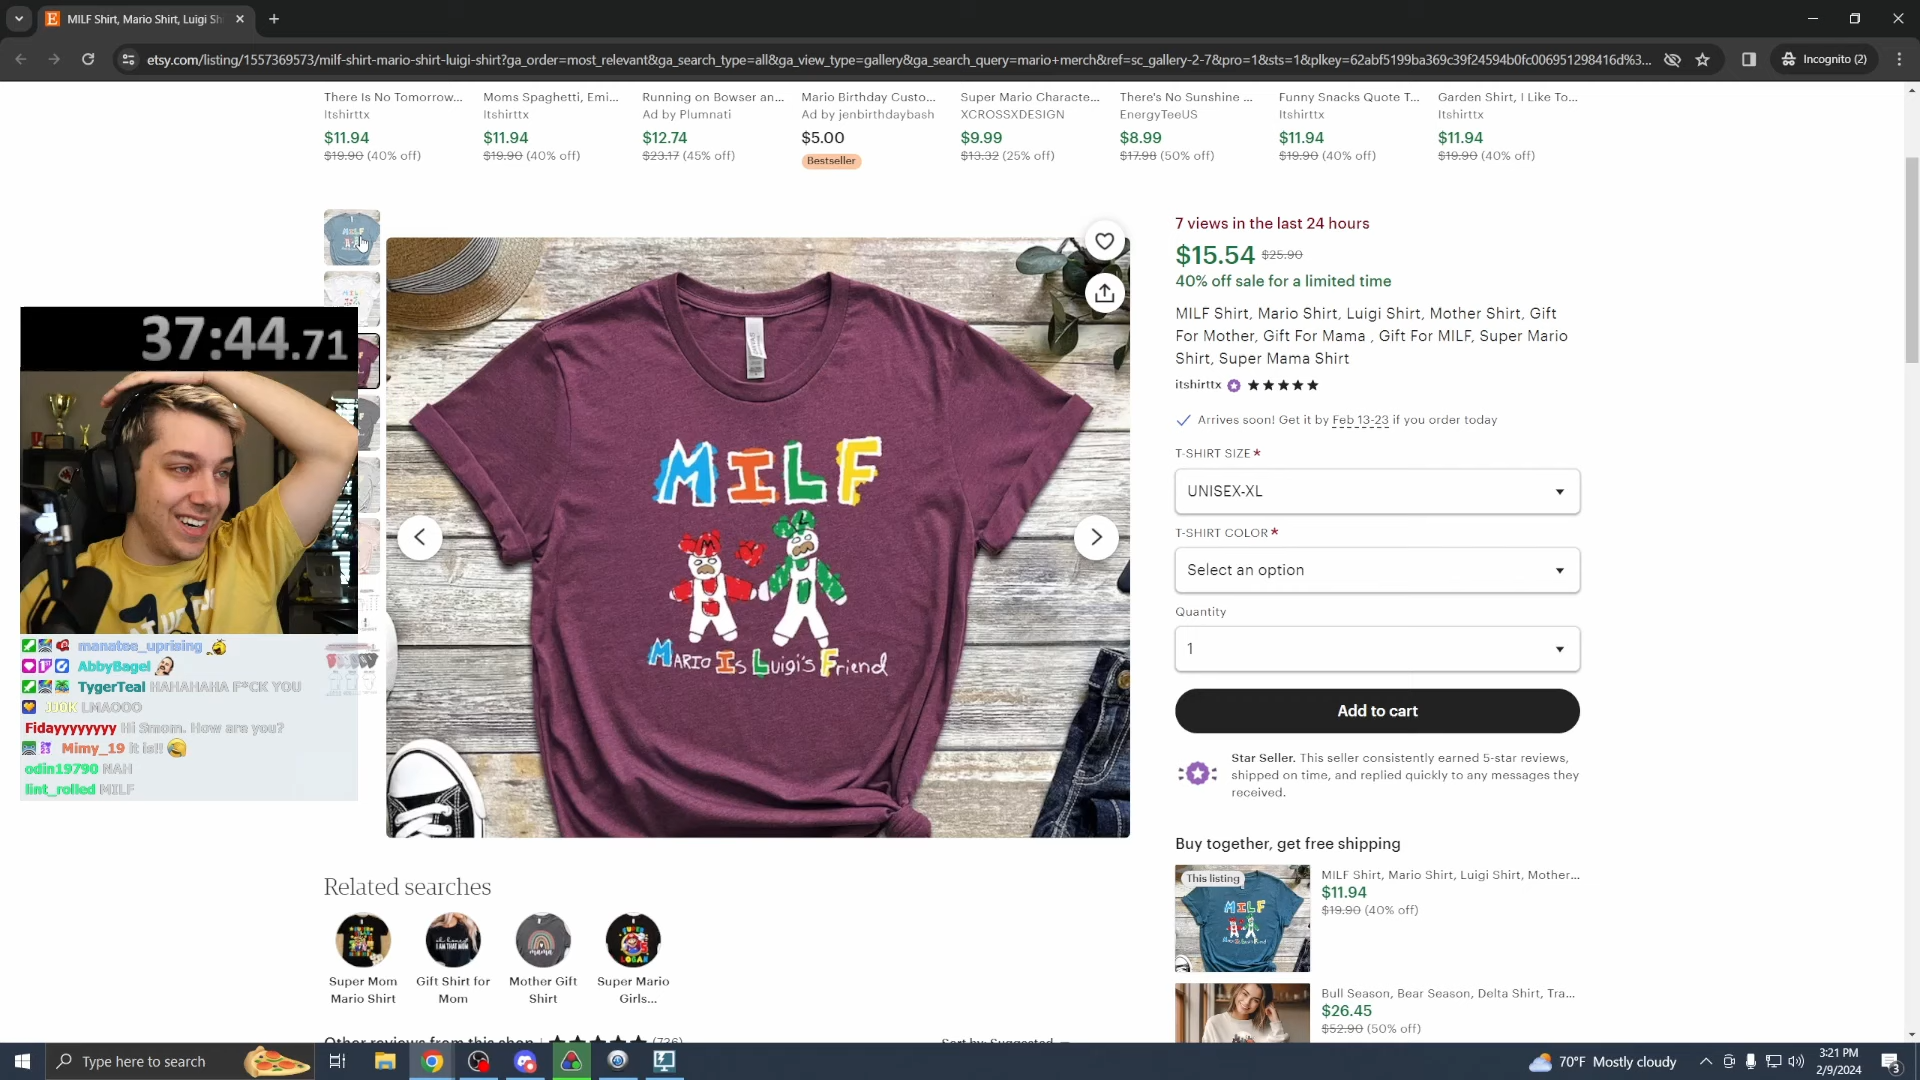 MILF Shirt, Mario Shirt, Luigi Sh
etsy.com/listing/1557369573/milf-shirt-mario-shirt-luigi-shirt?ga_order=most_relevant&ga_search_type=all&ga_view_type=gallery&ga_search_query=mario+merch&ref=sc_gallery-2-7&pro=1&sts=1&plkey=62abf5199ba369c39f24594b0fc006951298416d%3...
Incognito (2)
There Is No Tomorrow...
Itshirttx
$11.94
$19.90 (40% off)
Moms Spaghetti, Emi...
Itshirttx
$11.94
$19.90 (40% off)
Running on Bowser an...
Ad by Plumnati
$12.74
$23.17 (45% off)
Mario Birthday Custo...
Ad by jenbirthdaybash
$5.00
Bestseller
Super Mario Characte...
XCROSSXDESIGN
$9.99
$13.32 (25% off)
There's No Sunshine ...
EnergyTeeUS
$8.99
$17.98 (50% off)
Funny Snacks Quote T...
Itshirttx
$11.94
$19.90 (40% off)
Garden Shirt, I Like To...
Itshirttx
$11.94
$19.90 (40% off)
37:44.71
manatee_uprising
AbbyBagel
TygerTeal HAHAHAHA F*CK YOU
JJ0K LMAOOO
Fidayyyyyyyy Hi Smom. How are you?
Mimy_19 it is!!
odin19790 NAH
lint_rolled MILF
MILF
M
L
MARIO IS LUIGI'S FRIEND
7 views in the last 24 hours
$15.54 $25.90
40% off sale for a limited time
MILF Shirt, Mario Shirt, Luigi Shirt, Mother Shirt, Gift
For Mother, Gift For Mama , Gift For MILF, Super Mario
Shirt, Super Mama Shirt
itshirttx
Arrives soon! Get it by Feb 13-23 if you order today
T-SHIRT SIZE *
UNISEX-XL
T-SHIRT COLOR *
Select an option
Quantity
1
Add to cart
Star Seller. This seller consistently earned 5-star reviews,
shipped on time, and replied quickly to any messages they
received.
Buy together, get free shipping
This listing
MILF
MILF Shirt, Mario Shirt, Luigi Shirt, Mother...
$11.94
$19.90 (40% off)
Bull Season, Bear Season, Delta Shirt, Tra...
$26.45
$52.90 (50% off)
Related searches
Super Mom
Mario Shirt
Gift Shirt for
Mom
Mother Gift
Shirt
Super Mario
Girls...
Other reviews from this shop (736)
Sort by: Suggested
Type here to search
70°F Mostly cloudy
3:21 PM
2/9/2024
3